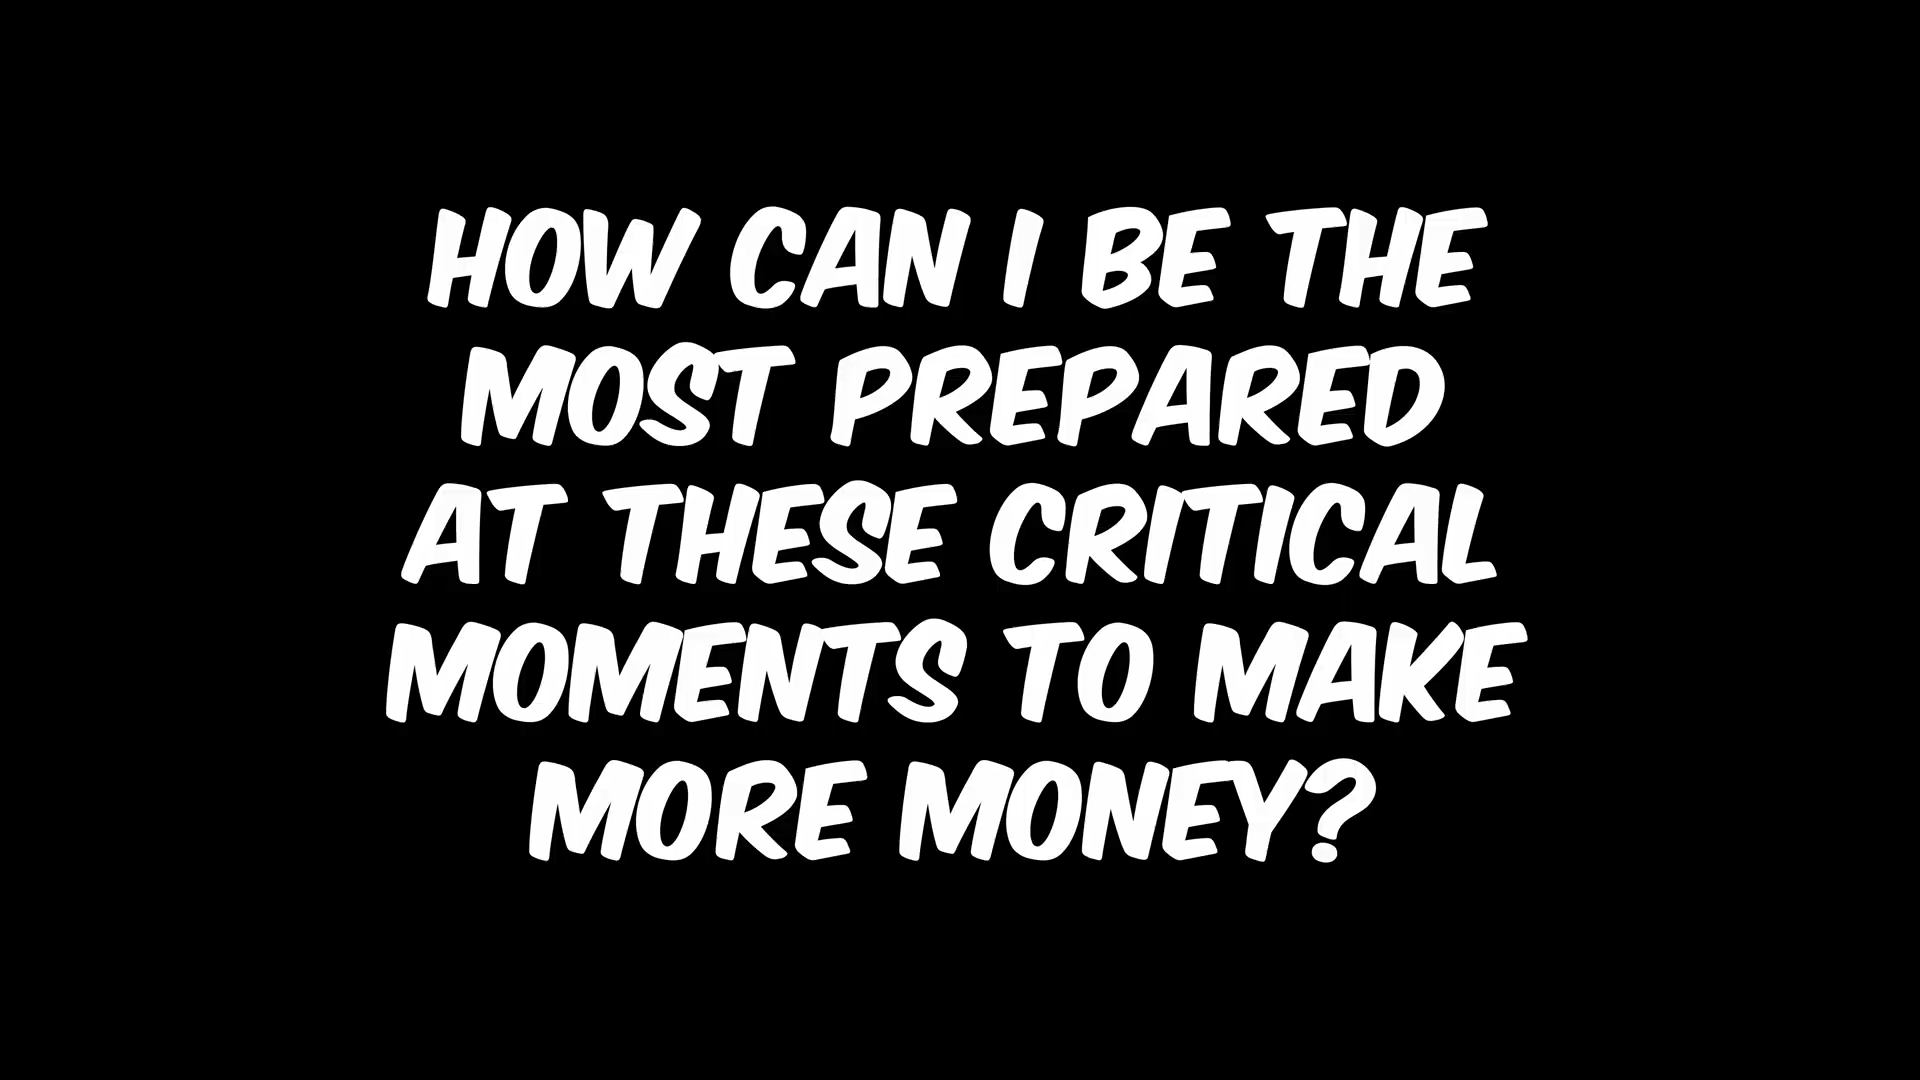 HOW CAN I BE THE
MOST PREPARED
AT THESE CRITICAL
MOMENTS TO MAKE
MORE MONEY?